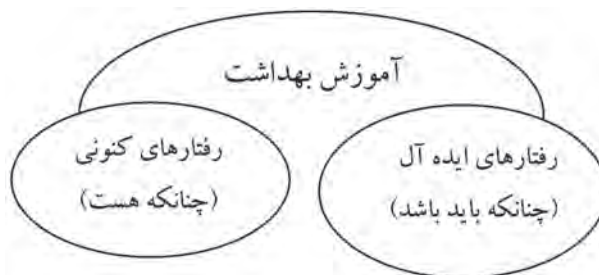 آموزش بهداشت
رفتارهای ایده آل
(چنانکه باید باشد)
رفتارهای کنونی
(چنانکه هست)